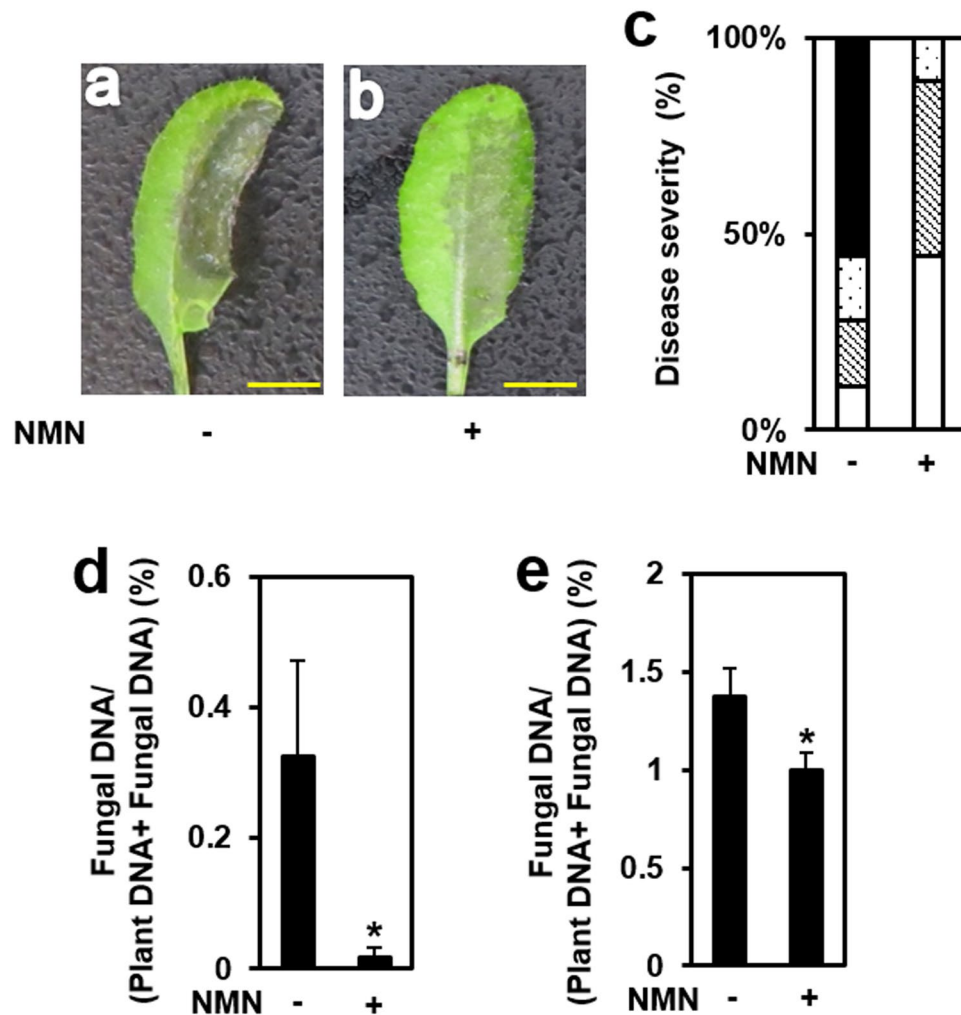 a
b
NMN - +
c
Disease severity (%)
100%
50%
0%
NMN - +
d
Fungal DNA/
(Plant DNA+ Fungal DNA) (%)
0.6
0.4
0.2
0
*
NMN - +
e
Fungal DNA/
(Plant DNA+ Fungal DNA) (%)
2
1.5
1
0.5
0
*
NMN - +